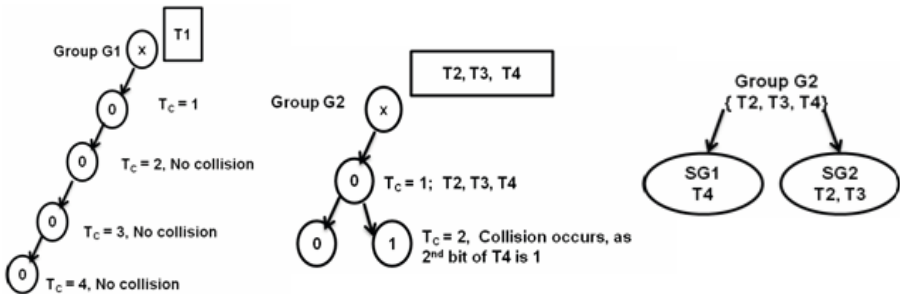 Group G1
x
T1
0
T_C = 1
0
T_C = 2, No collision
0
T_C = 3, No collision
0
T_C = 4, No collision
T2, T3, T4
Group G2
x
0
T_C = 1; T2, T3, T4
0
1
T_C = 2, Collision occurs, as
2nd bit of T4 is 1
Group G2
{ T2, T3, T4}
SG1
T4
SG2
T2, T3